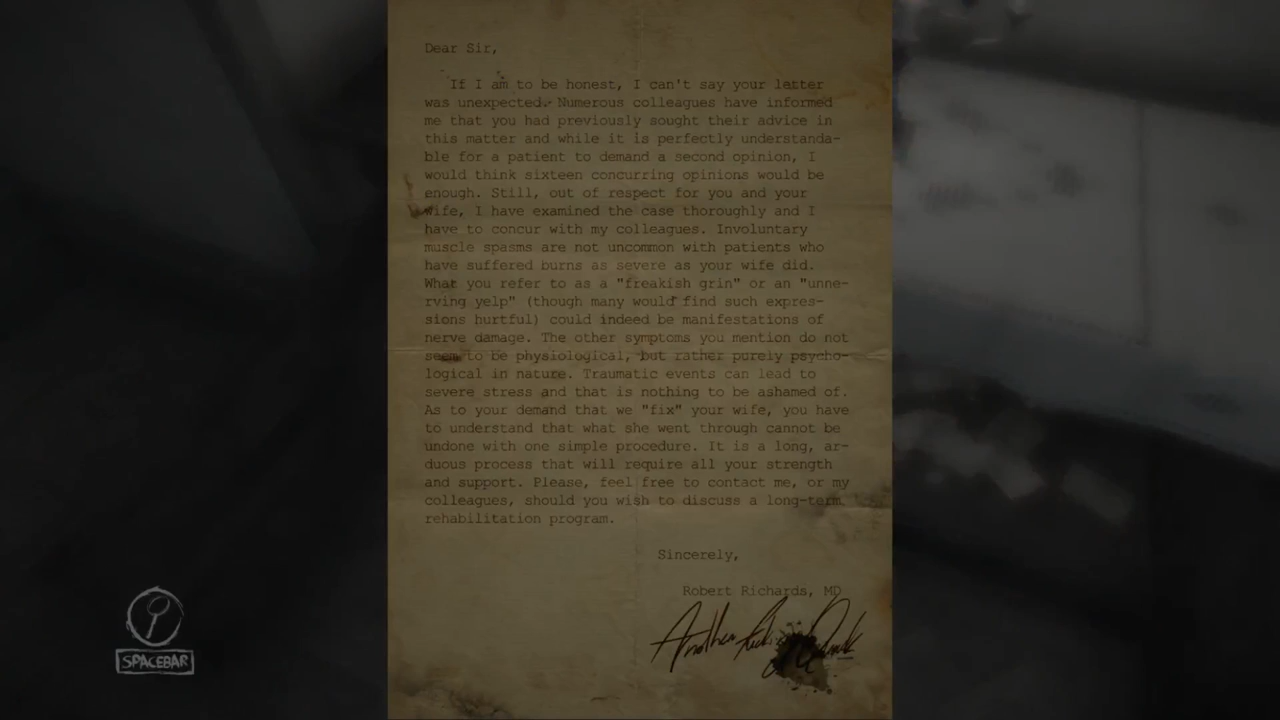 Dear Sir,
If I am to be honest, I can't say your letter
was unexpected. Numerous colleagues have informed
me that you had previously sought their advice in
this matter and while it is perfectly understanda-
ble for a patient to demand a second opinion, I
would think sixteen concurring opinions would be
enough. Still, out of respect for you and your
wife, I have examined the case thoroughly and I
have to concur with my colleagues. Involuntary
muscle spasms are not uncommon with patients who
have suffered burns as severe as your wife did.
What you refer to as a "freakish grin" or an "unne-
rving yelp" (though many would find such expres-
sions hurtful) could indeed be manifestations of
nerve damage. The other symptoms you mention do not
seem to be physiological, but rather purely psycho-
logical in nature. Traumatic events can lead to
severe stress and that is nothing to be ashamed of.
As to your demand that we "fix" your wife, you have
to understand that what she went through cannot be
undone with one simple procedure. It is a long, ar-
duous process that will require all your strength
and support. Please, feel free to contact me, or my
colleagues, should you wish to discuss a long-term
rehabilitation program.
Sincerely,
Robert Richards, MD
Another
SPACEBAR